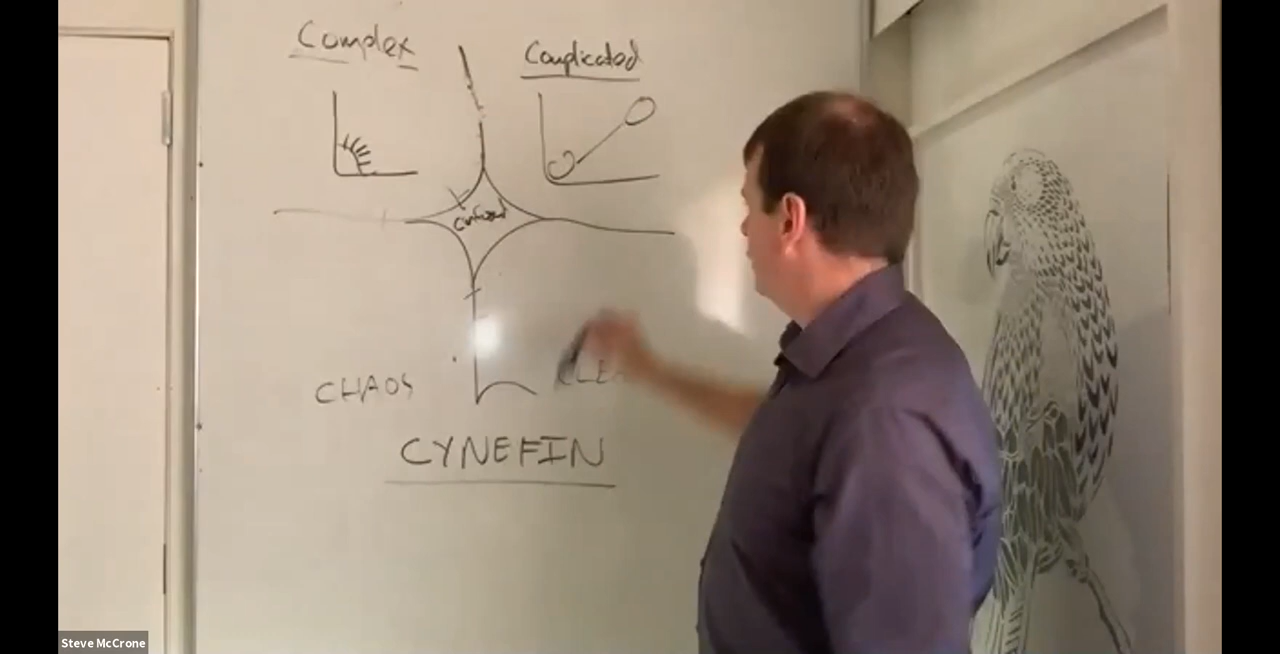 Complex
Complicated
confused
CHAOS
CYNEFIN
Steve McCrone